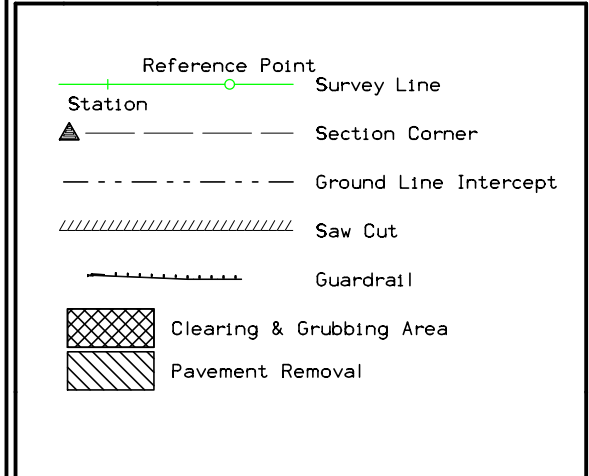 Reference Point
Survey Line
Station
Section Corner
Ground Line Intercept
Saw Cut
Guardrail
Clearing & Grubbing Area
Pavement Removal